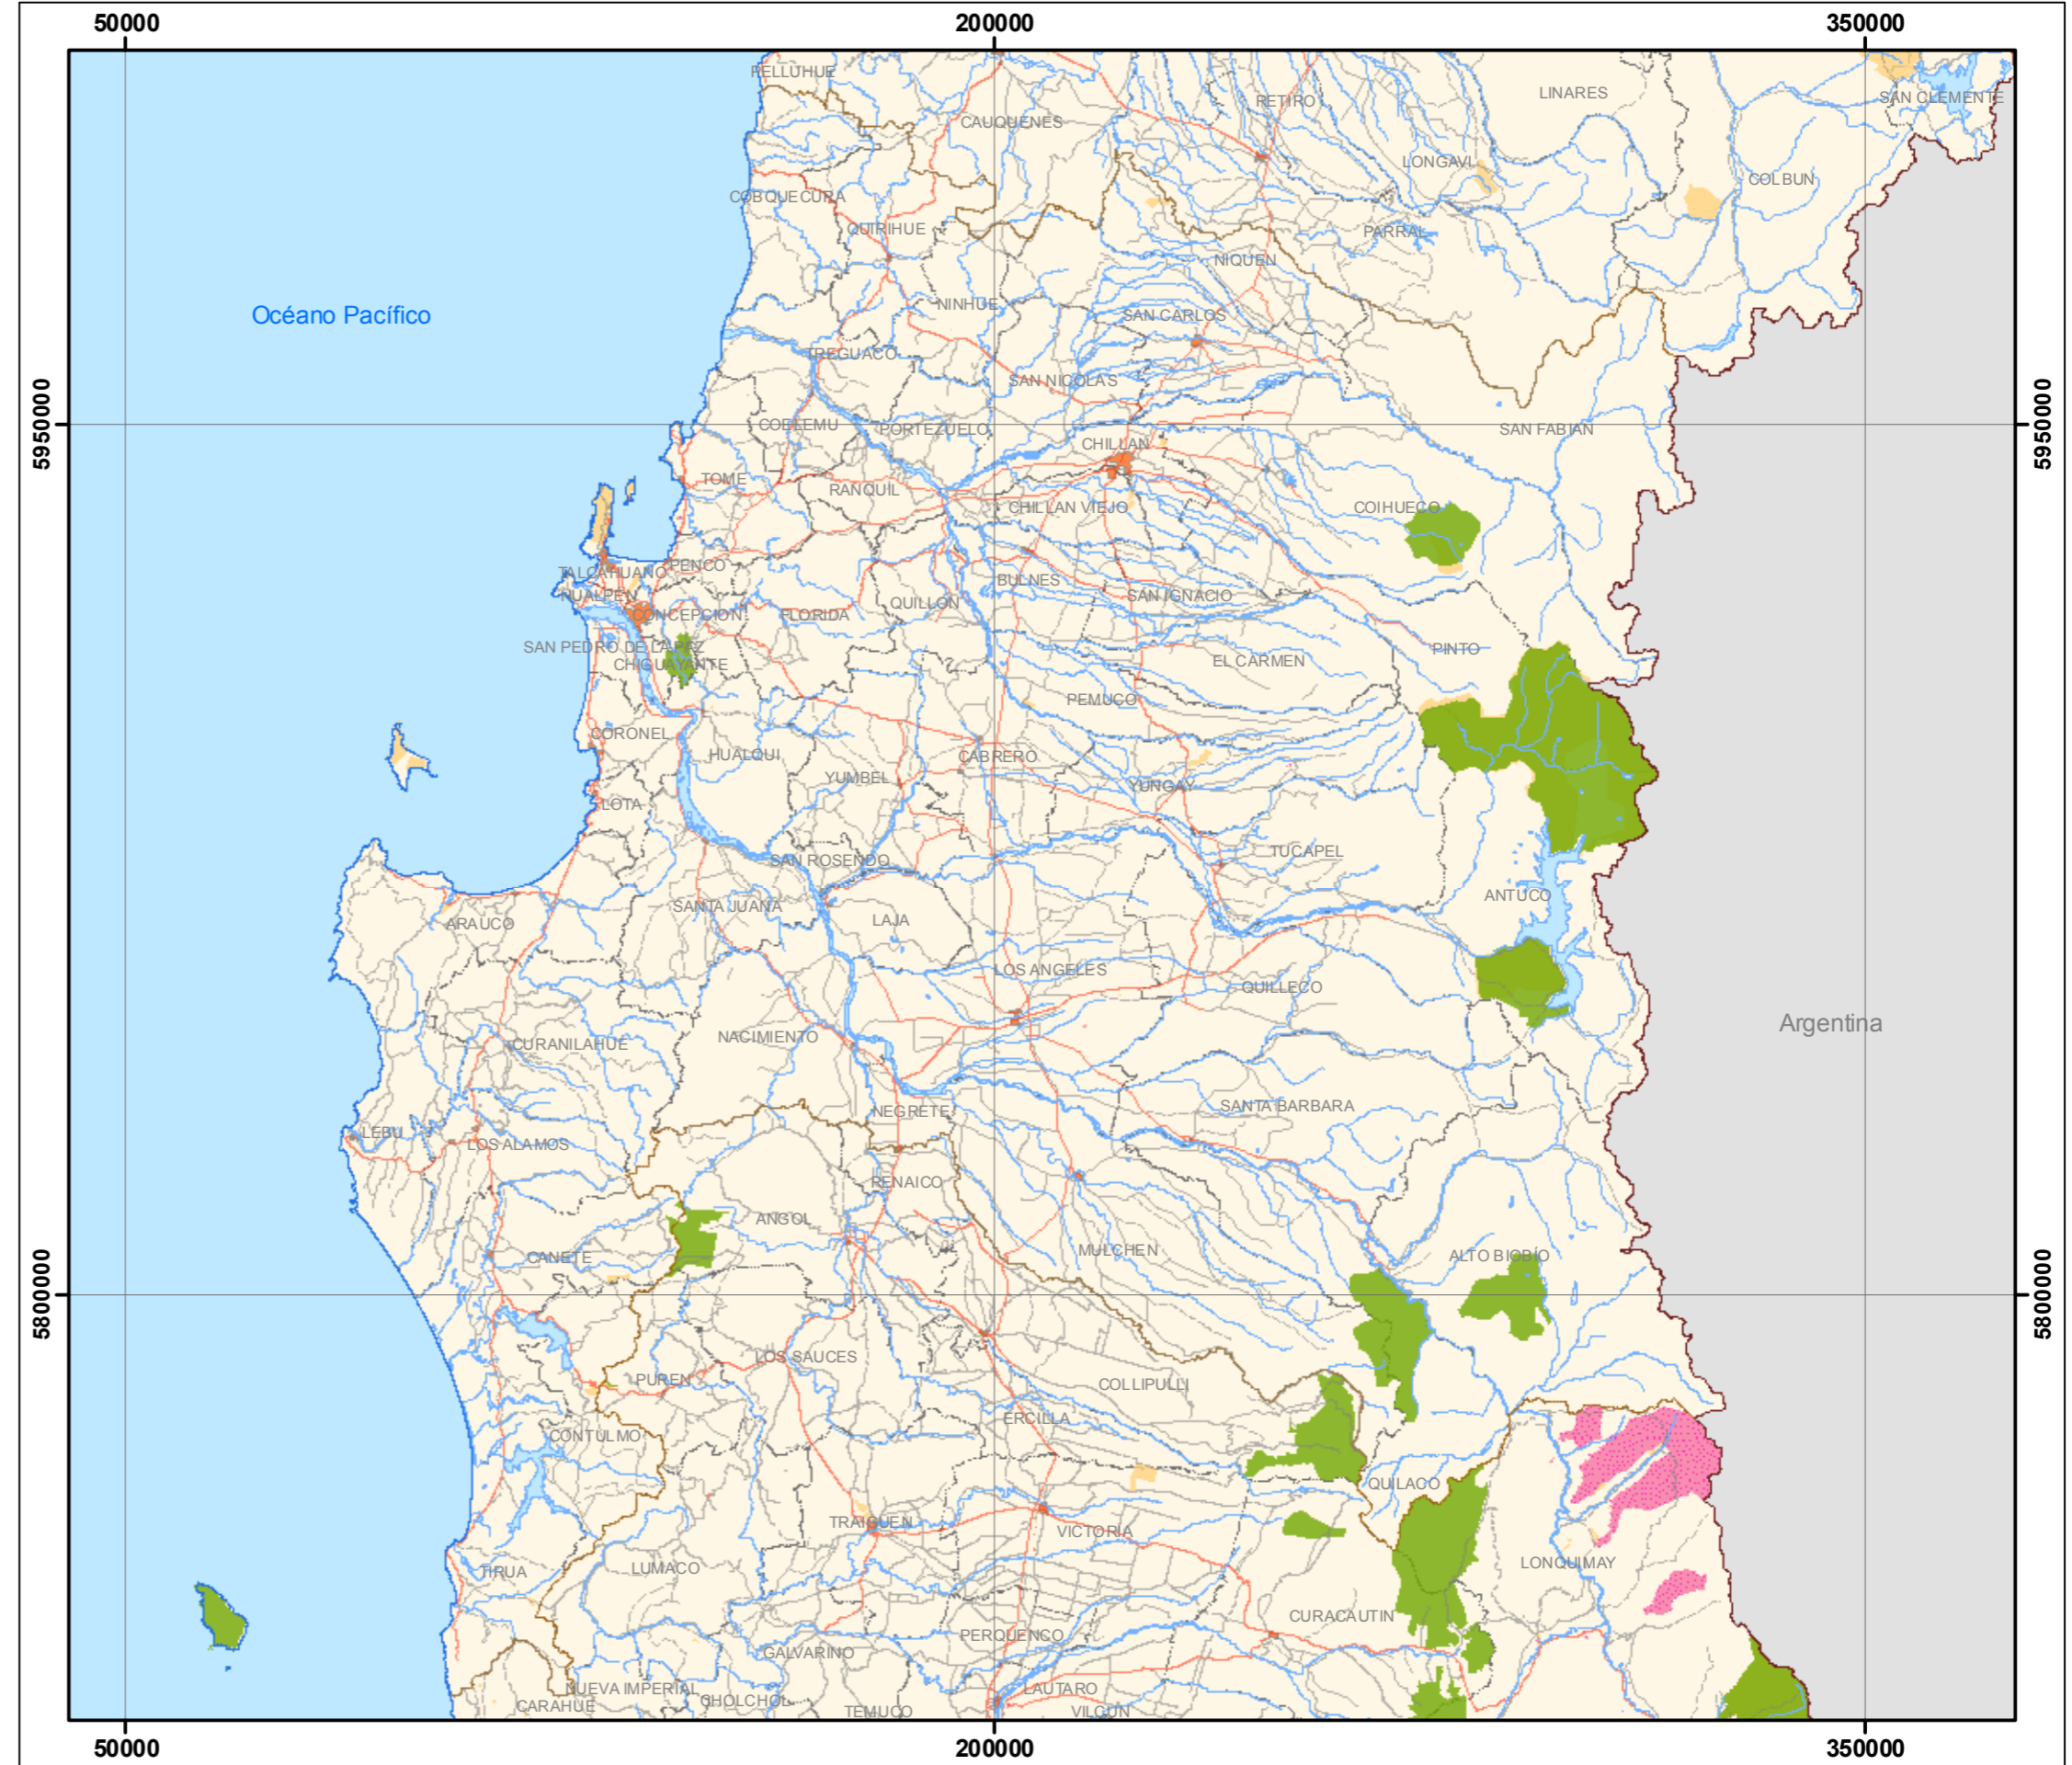 50000
200000
350000
PELLUHUE
RETIRO
LINARES
SAN CLEMENTE
CAUQUENES
LONGAVI
COLBUN
COBQUECURA
QUIRIHUE
PARRAL
NIQUEN
Océano Pacífico
NINHUE
SAN CARLOS
TREGUACO
SAN NICOLAS
5950000
5950000
COELEMU
PORTEZUELO
SAN FABIAN
CHILLAN
TOME
RANQUIL
CHILLAN VIEJO
COIHUECO
TALCAHUANO
PENCO
BULNES
HUALPEN
SAN IGNACIO
QUILLON
CONCEPCION
FLORIDA
SAN PEDRO DE LA PAZ
PINTO
CHIGUAYANTE
EL CARMEN
PEMUCO
CORONEL
HUALQUI
CABRERO
YUMBEL
YUNGAY
LOTA
TUCAPEL
SAN ROSENDO
ANTUCO
SANTA JUANA
ARAUCO
LAJA
LOS ANGELES
QUILLECO
Argentina
NACIMIENTO
CURANILAHUE
SANTA BARBARA
NEGRETE
LEBU
LOS ALAMOS
RENAICO
ANGOL
MULCHEN
CANETE
ALTO BIOBÍO
5800000
5800000
LOS SAUCES
PUREN
COLLIPULLI
ERCILLA
CONTULMO
QUILACO
TRAIGUEN
VICTORIA
LONQUIMAY
TIRUA
LUMACO
CURACAUTIN
PERQUENCO
GALVARINO
NUEVA IMPERIAL
LAUTARO
CHOLCHOL
CARAHUE
TEMUCO
VILCUN
50000
200000
350000